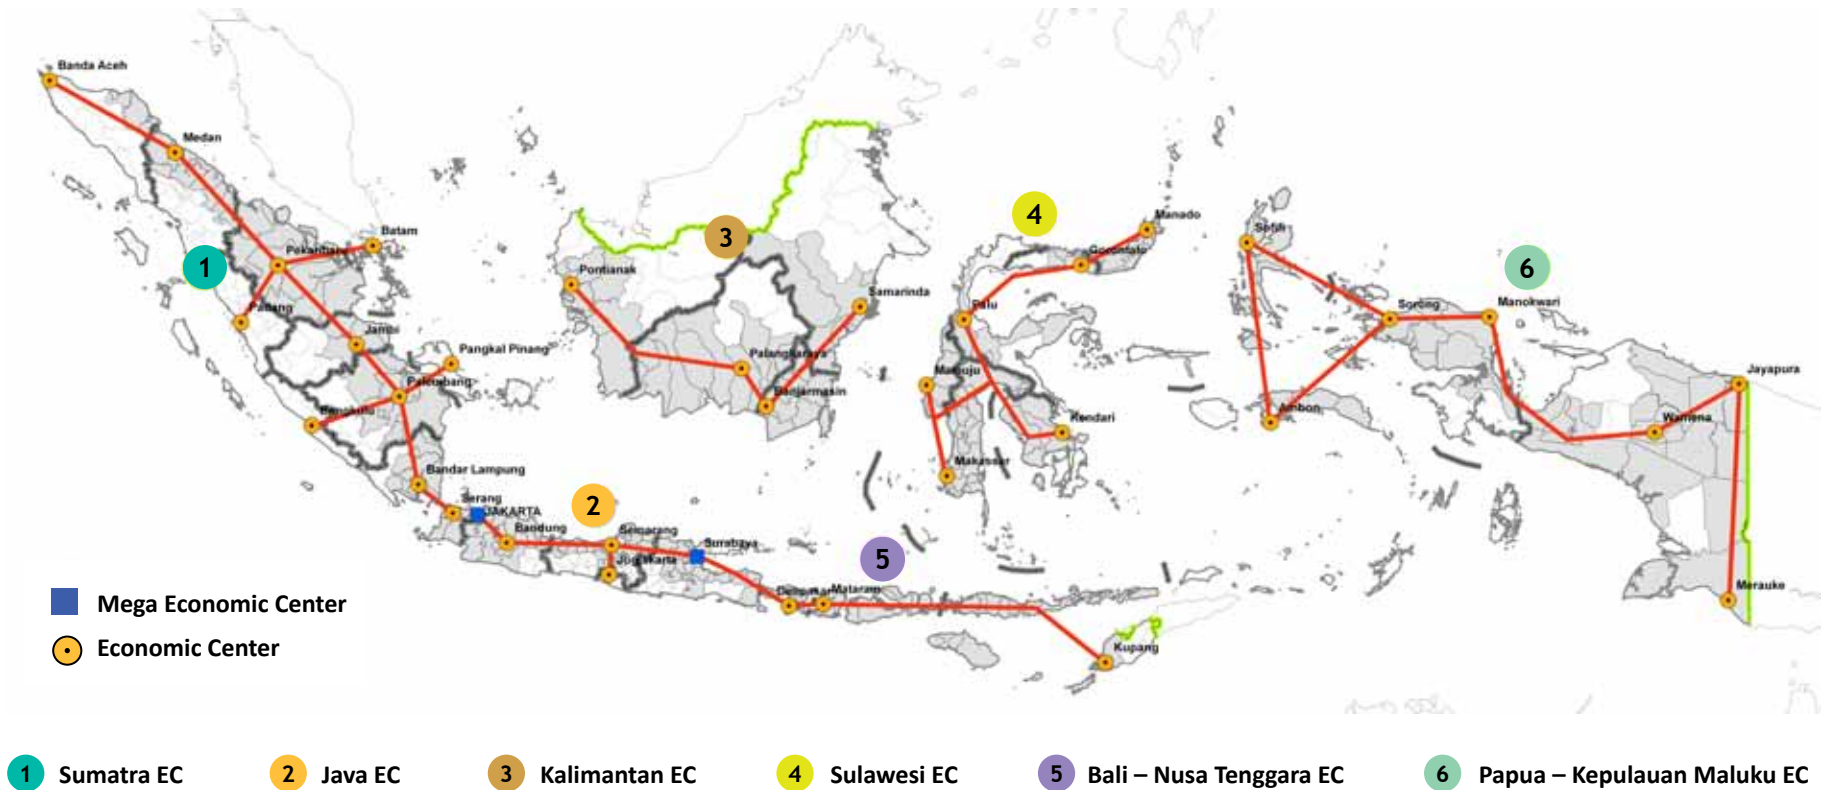 Banda Aceh
Medan
Batam
Pekanbaru
1
Padang
Jambi
Pangkal Pinang
Palembang
Bengkulu
Bandar Lampung
Serang
JAKARTA
Bandung
2
Semarang
Surabaya
Jogjakarta
3
Pontianak
Samarinda
Palangkaraya
Banjarmasin
4
Manado
Gorontalo
Palu
Mamuju
Kendari
Makassar
5
Denpasar
Mataram
Kupang
Sofifi
6
Sorong
Manokwari
Ambon
Jayapura
Wamena
Merauke
Mega Economic Center
Economic Center
1 Sumatra EC
2 Java EC
3 Kalimantan EC
4 Sulawesi EC
5 Bali – Nusa Tenggara EC
6 Papua – Kepulauan Maluku EC